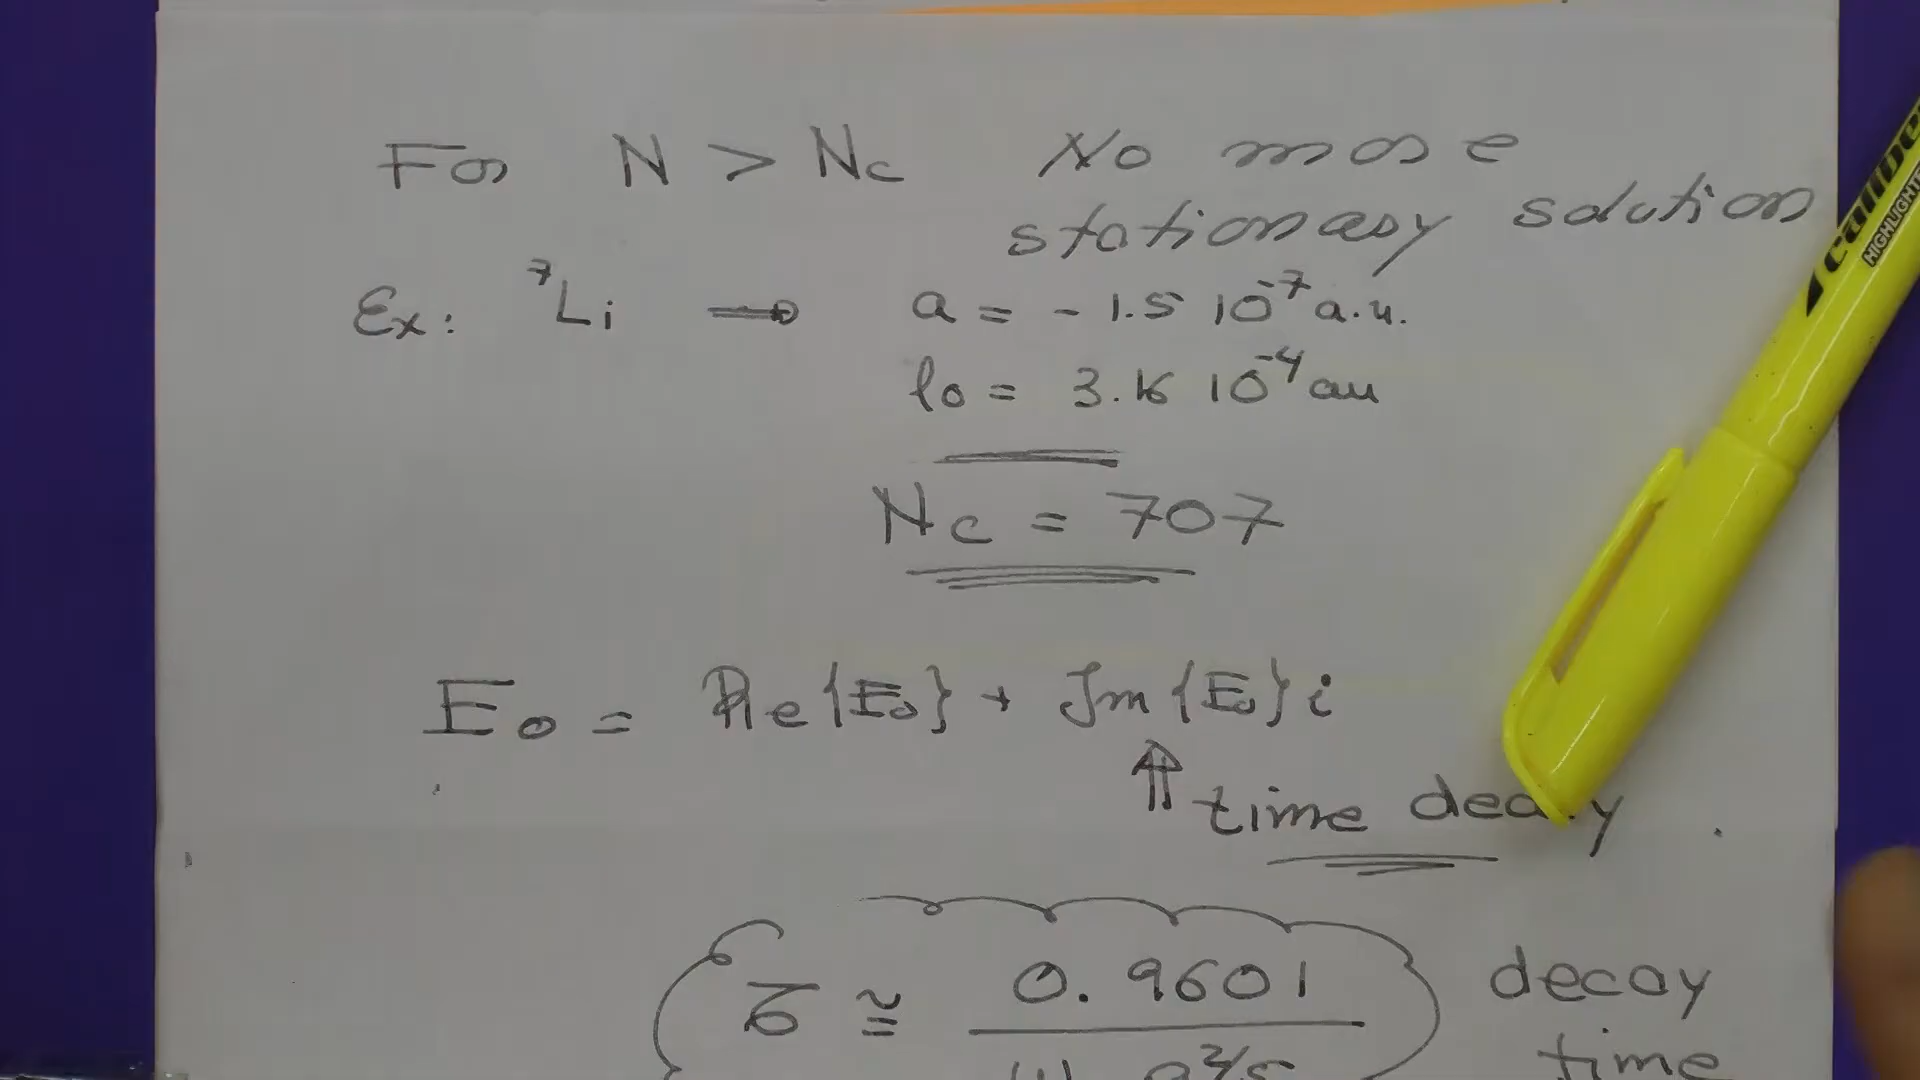 For N > Nc No more
stationary solution
Ex: ⁷Li ⟹ a = -1.5 10⁻⁷ a.u.
l₀ = 3.16 10⁻⁴ au
Nc = 707
E₀ = Re{E₀} + Im{E₀} i
⇑ time decay
τ ≅ 0.9601 decay
time
HIGHLIGHTE